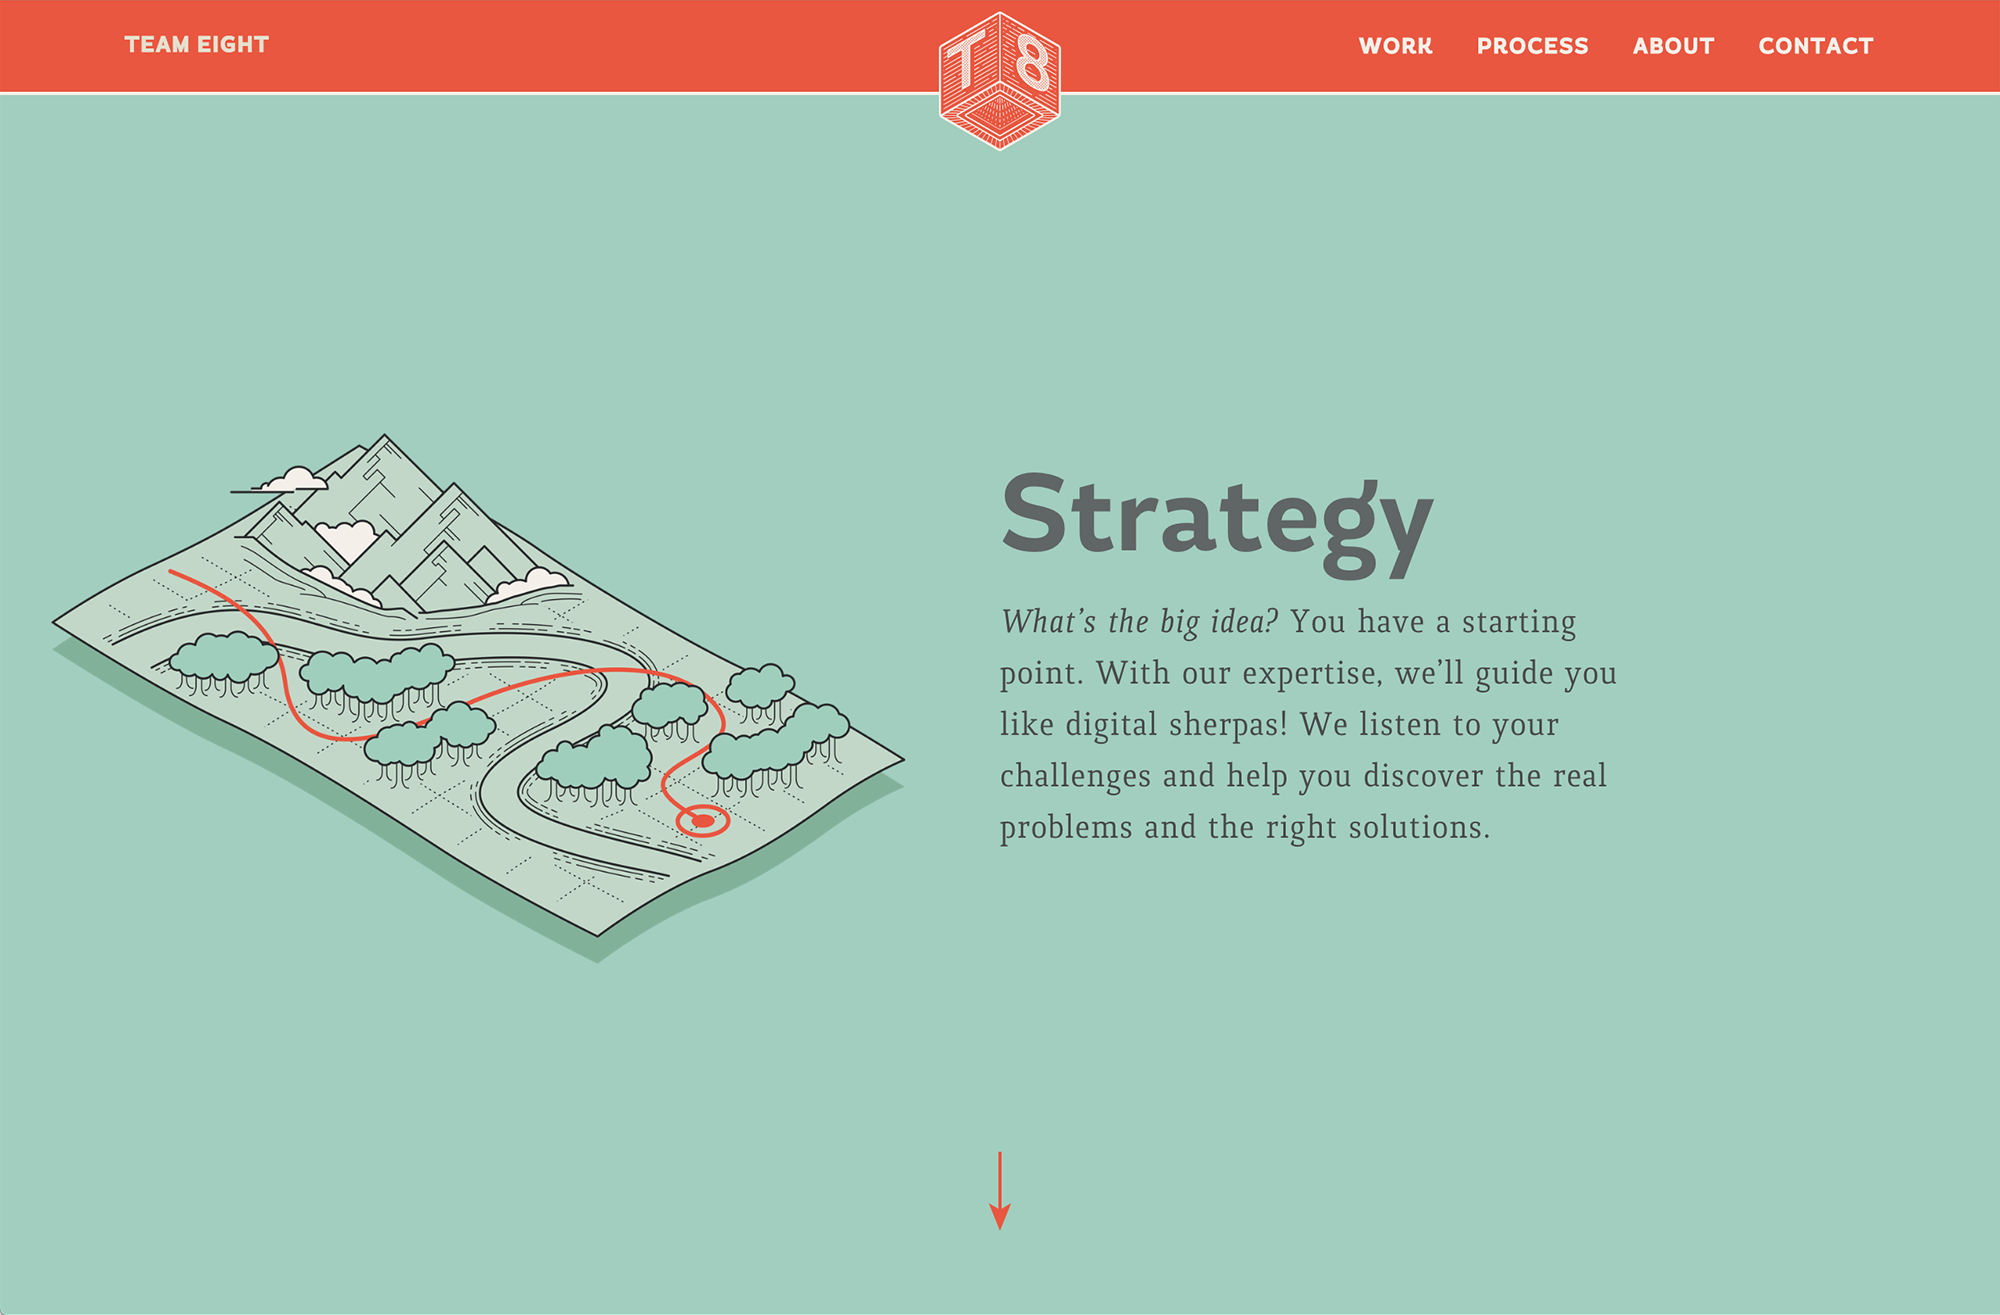 TEAM EIGHT
T 8
WORK PROCESS ABOUT CONTACT
Strategy
What’s the big idea? You have a starting
point. With our expertise, we’ll guide you
like digital sherpas! We listen to your
challenges and help you discover the real
problems and the right solutions.